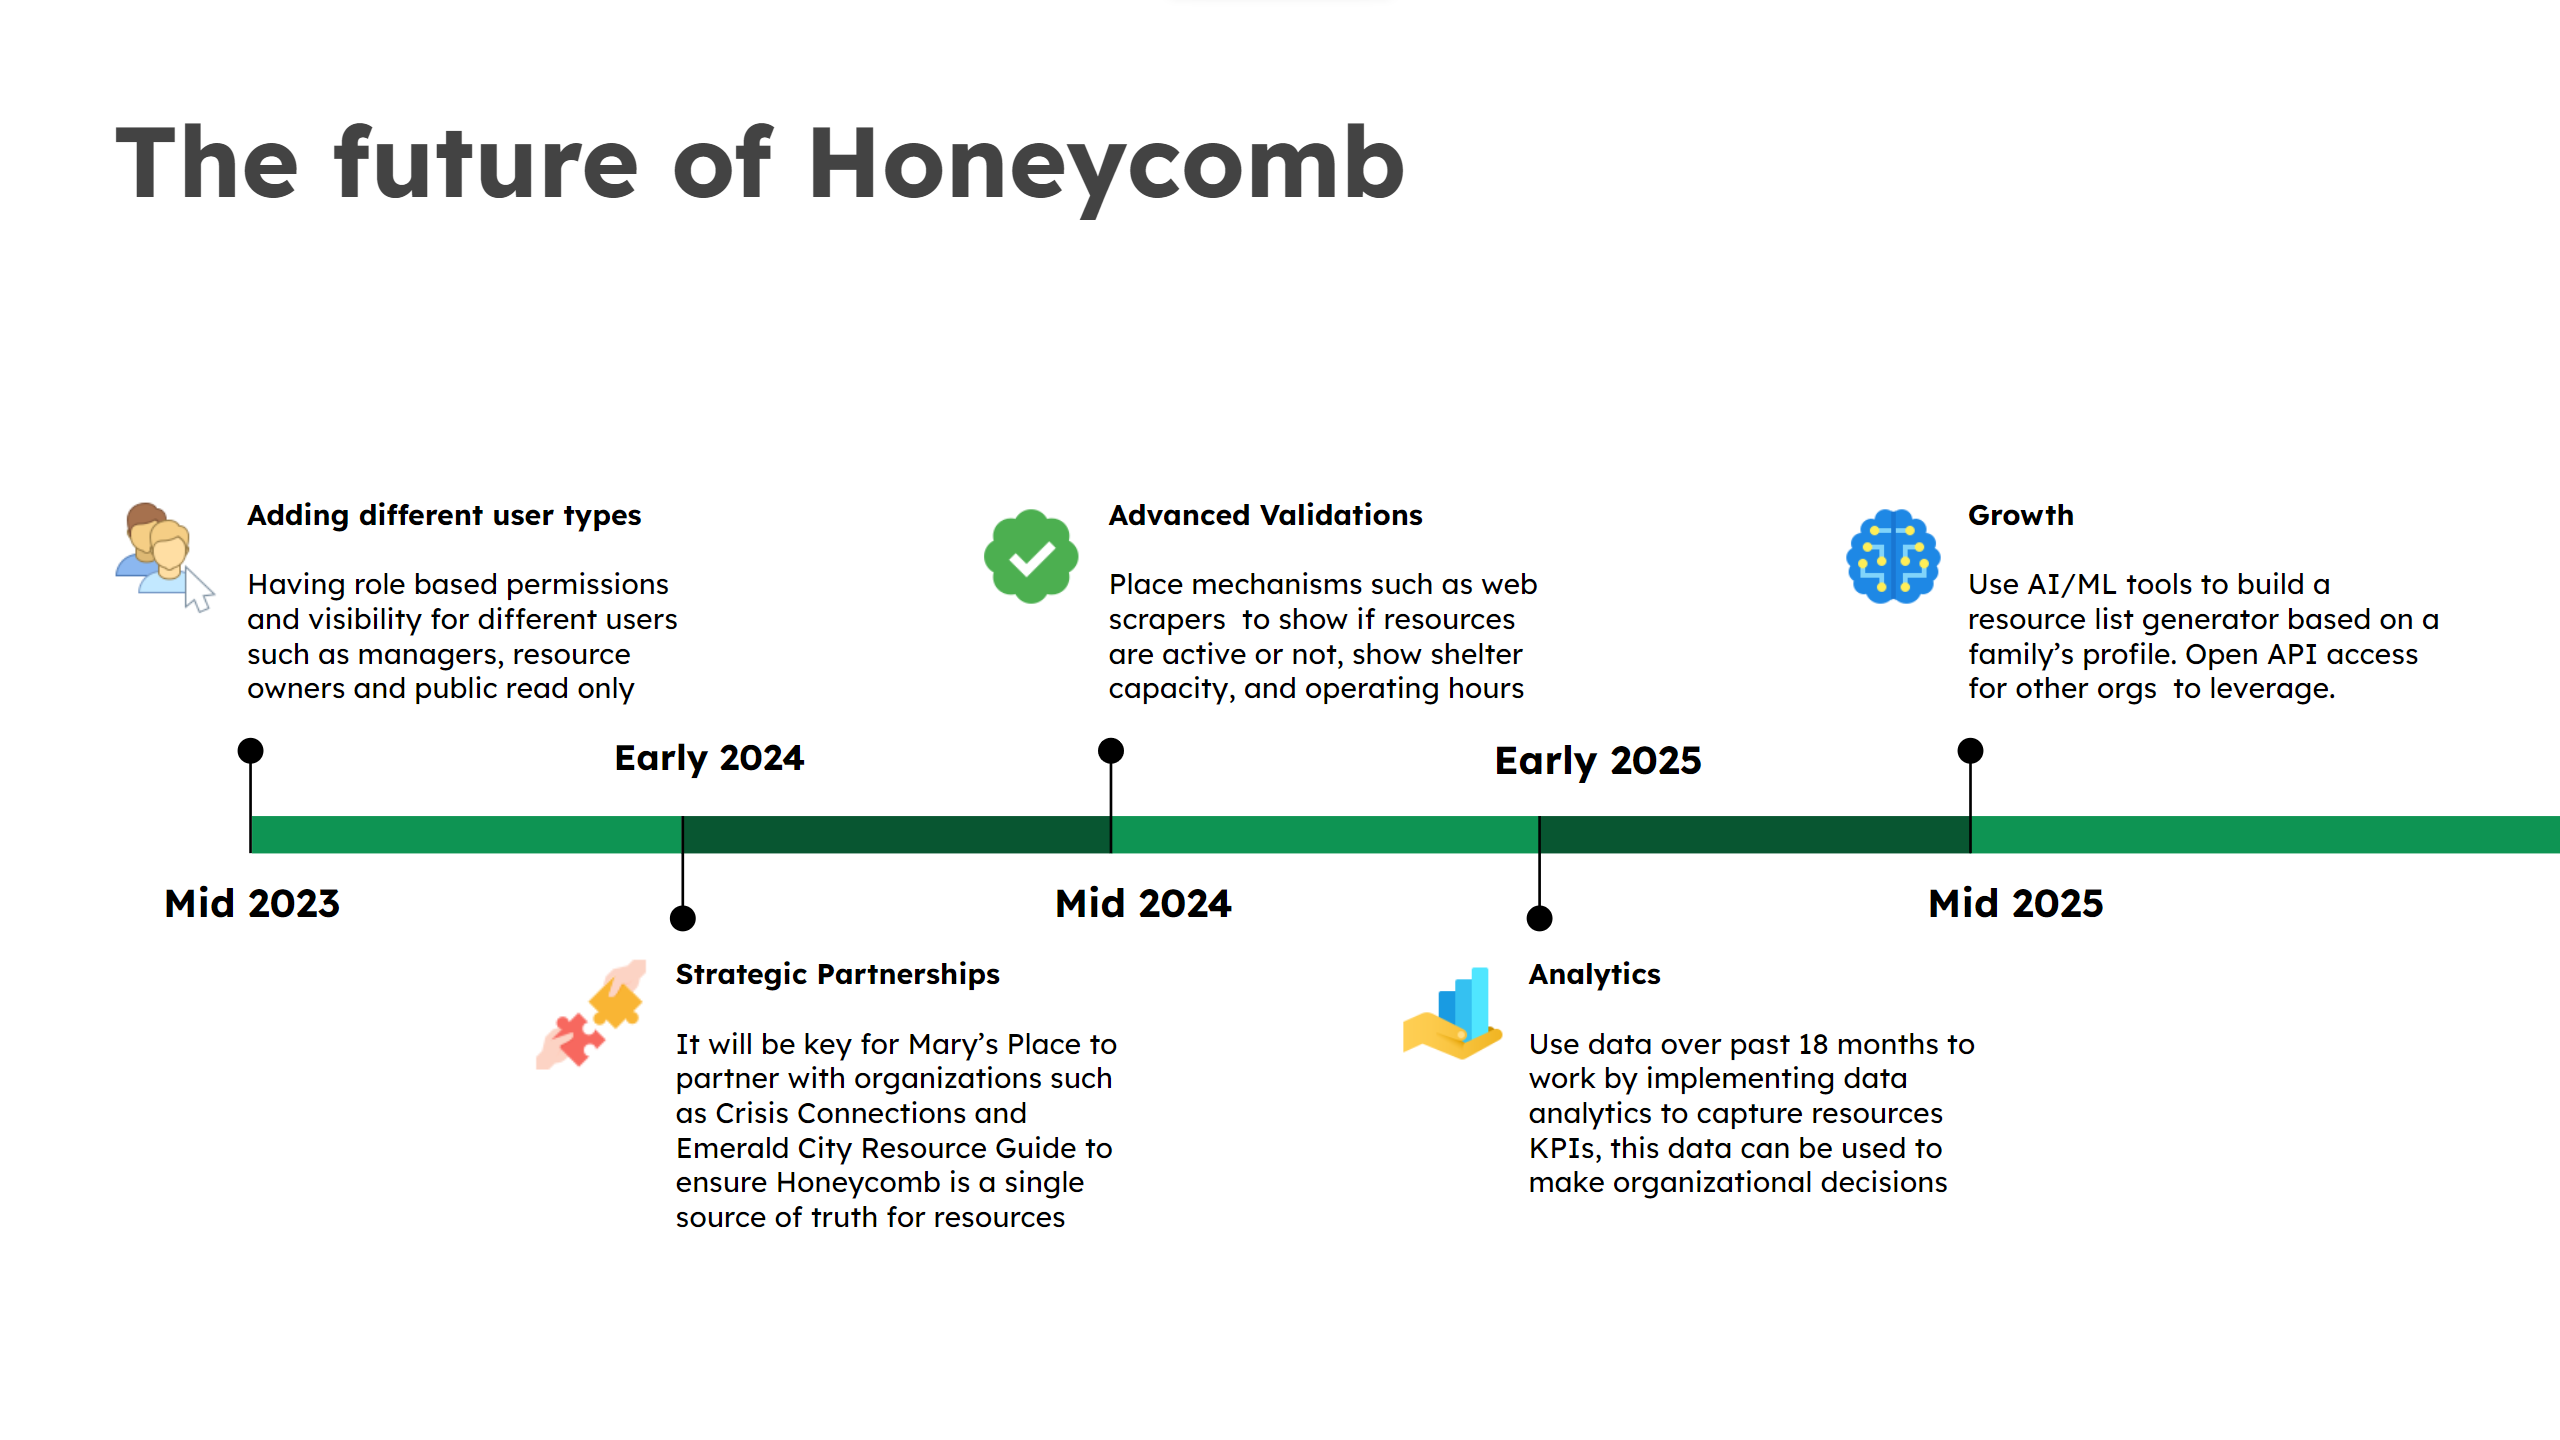 The future of Honeycomb
Adding different user types
Having role based permissions
and visibility for different users
such as managers, resource
owners and public read only
Advanced Validations
Place mechanisms such as web
scrapers  to show if resources
are active or not, show shelter
capacity, and operating hours
Growth
Use AI/ML tools to build a
resource list generator based on a
family’s profile. Open API access
for other orgs  to leverage.
Early 2024
Early 2025
Mid 2023
Mid 2024
Mid 2025
Strategic Partnerships
It will be key for Mary’s Place to
partner with organizations such
as Crisis Connections and
Emerald City Resource Guide to
ensure Honeycomb is a single
source of truth for resources
Analytics
Use data over past 18 months to
work by implementing data
analytics to capture resources
KPIs, this data can be used to
make organizational decisions